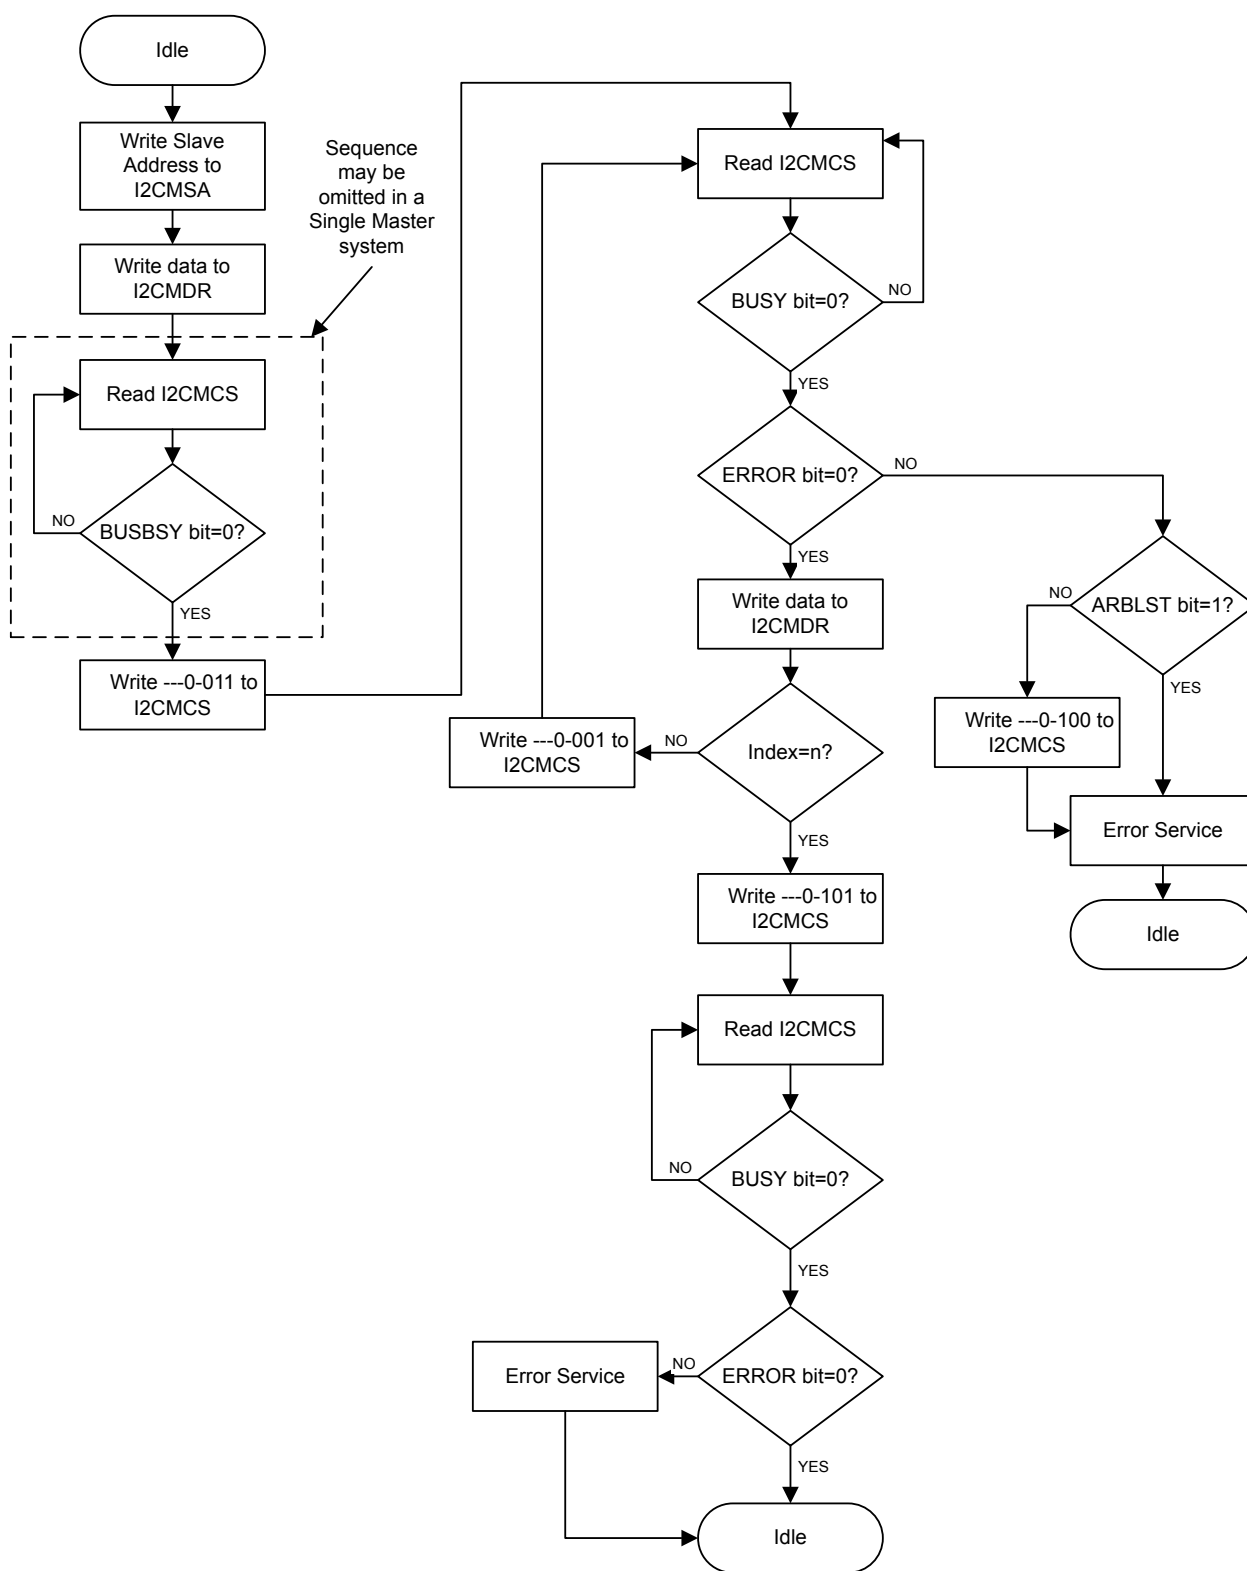 Idle
Write Slave
Address to
I2CMSA
Write data to
I2CMDR
Sequence
may be
omitted in a
Single Master
system
Read I2CMCS
BUSBSY bit=0?
NO
YES
Write ---0-011 to
I2CMCS
Read I2CMCS
BUSY bit=0?
NO
YES
ERROR bit=0?
NO
YES
Write data to
I2CMDR
Index=n?
NO
Write ---0-001 to
I2CMCS
YES
ARBLST bit=1?
NO
YES
Write ---0-100 to
I2CMCS
Error Service
Idle
Write ---0-101 to
I2CMCS
Read I2CMCS
BUSY bit=0?
NO
YES
ERROR bit=0?
NO
Error Service
YES
Idle